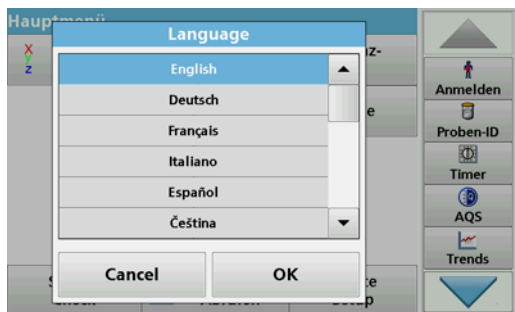 Hauptmenü
Language
x
y
z
English
Deutsch
Français
Italiano
Español
Čeština
Cancel
OK
Anmelden
Proben-ID
Timer
AQS
Trends